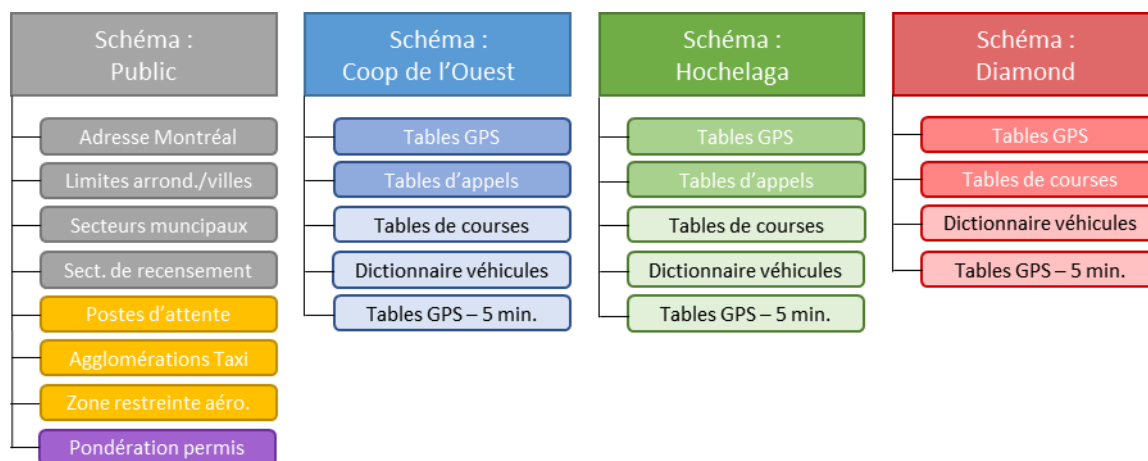 Schéma :
Public
Adresse Montréal
Limites arrond./villes
Secteurs muncipaux
Sect. de recensement
Postes d’attente
Agglomérations Taxi
Zone restreinte aéro.
Pondération permis
Schéma :
Coop de l’Ouest
Tables GPS
Tables d’appels
Tables de courses
Dictionnaire véhicules
Tables GPS – 5 min.
Schéma :
Hochelaga
Tables GPS
Tables d’appels
Tables de courses
Dictionnaire véhicules
Tables GPS – 5 min.
Schéma :
Diamond
Tables GPS
Tables de courses
Dictionnaire véhicules
Tables GPS – 5 min.